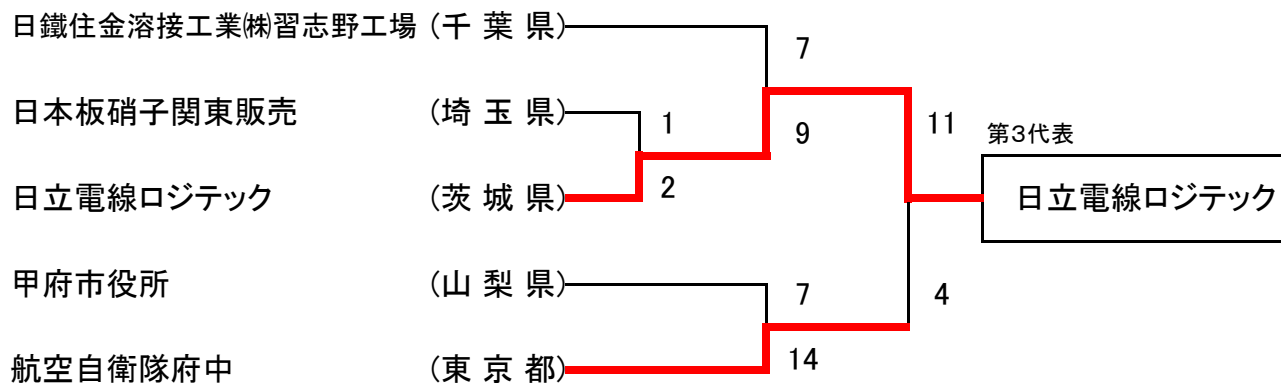 日鐵住金溶接工業㈱習志野工場 (千 葉 県)
7
日本板硝子関東販売 (埼 玉 県)
1
9
11
第3代表
日立電線ロジテック (茨 城 県)
2
日立電線ロジテック
甲府市役所 (山 梨 県)
7
4
航空自衛隊府中 (東 京 都)
14